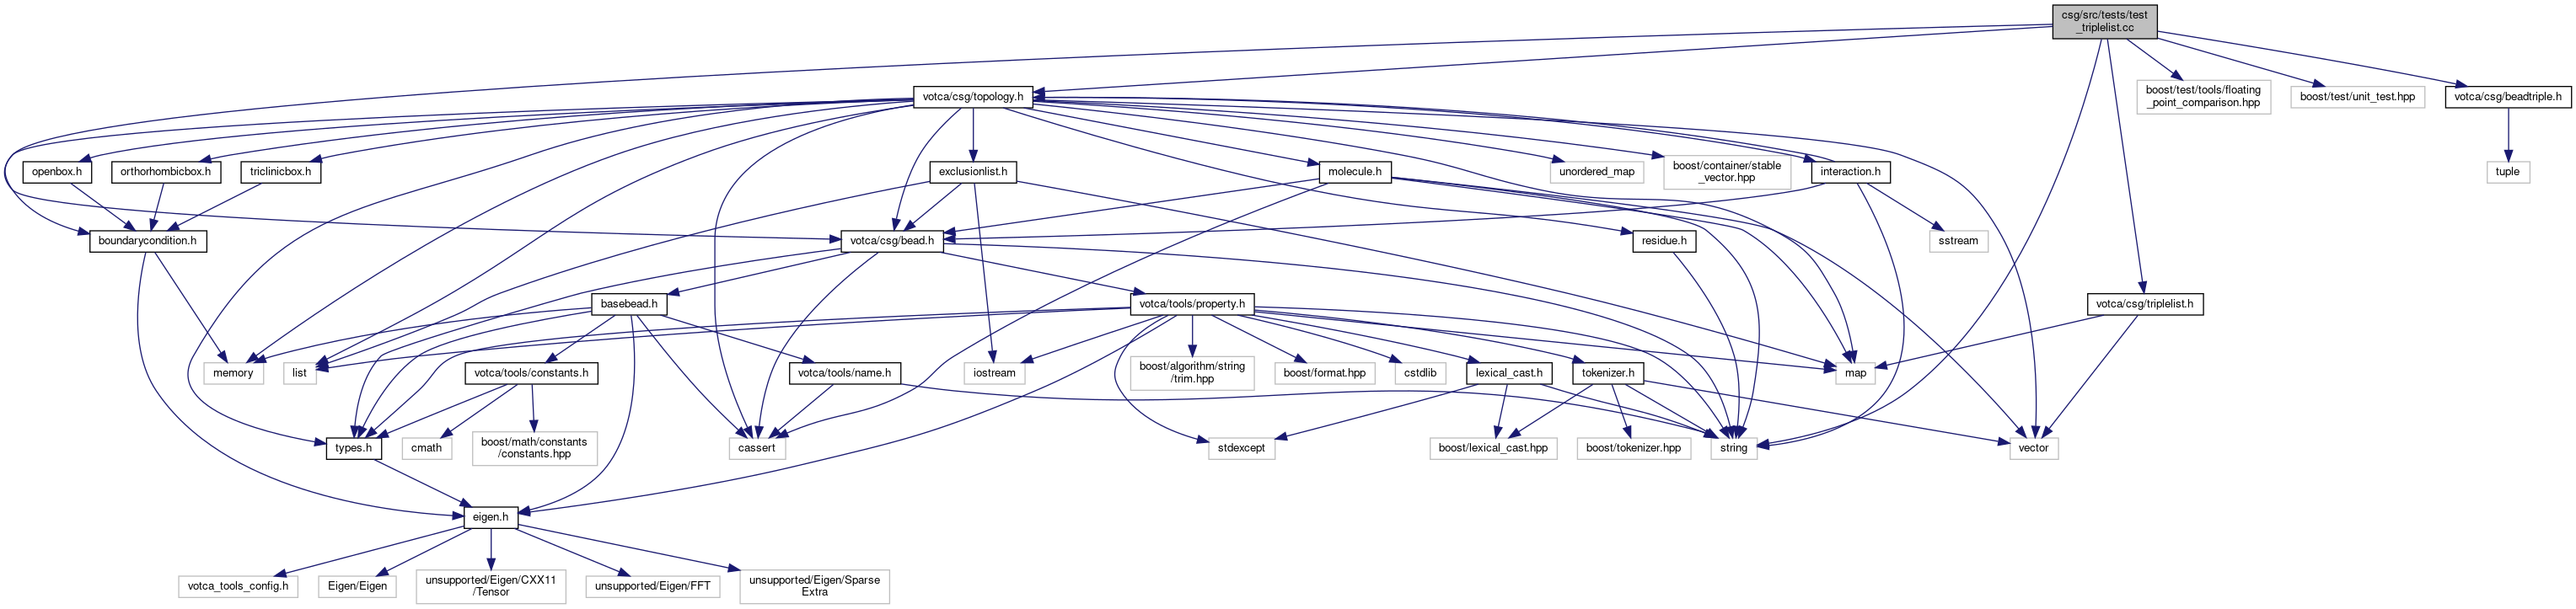 csg/src/tests/test
_triplelist.cc
votca/csg/topology.h
boost/test/tools/floating
_point_comparison.hpp
boost/test/unit_test.hpp
votca/csg/beadtriple.h
openbox.h
orthorhombicbox.h
triclinicbox.h
exclusionlist.h
molecule.h
unordered_map
boost/container/stable
_vector.hpp
interaction.h
tuple
boundarycondition.h
votca/csg/bead.h
residue.h
sstream
basebead.h
votca/tools/property.h
votca/csg/triplelist.h
memory
list
votca/tools/constants.h
votca/tools/name.h
iostream
boost/algorithm/string
/trim.hpp
boost/format.hpp
cstdlib
lexical_cast.h
tokenizer.h
map
types.h
cmath
boost/math/constants
/constants.hpp
cassert
stdexcept
boost/lexical_cast.hpp
boost/tokenizer.hpp
string
vector
eigen.h
votca_tools_config.h
Eigen/Eigen
unsupported/Eigen/CXX11
/Tensor
unsupported/Eigen/FFT
unsupported/Eigen/Sparse
Extra